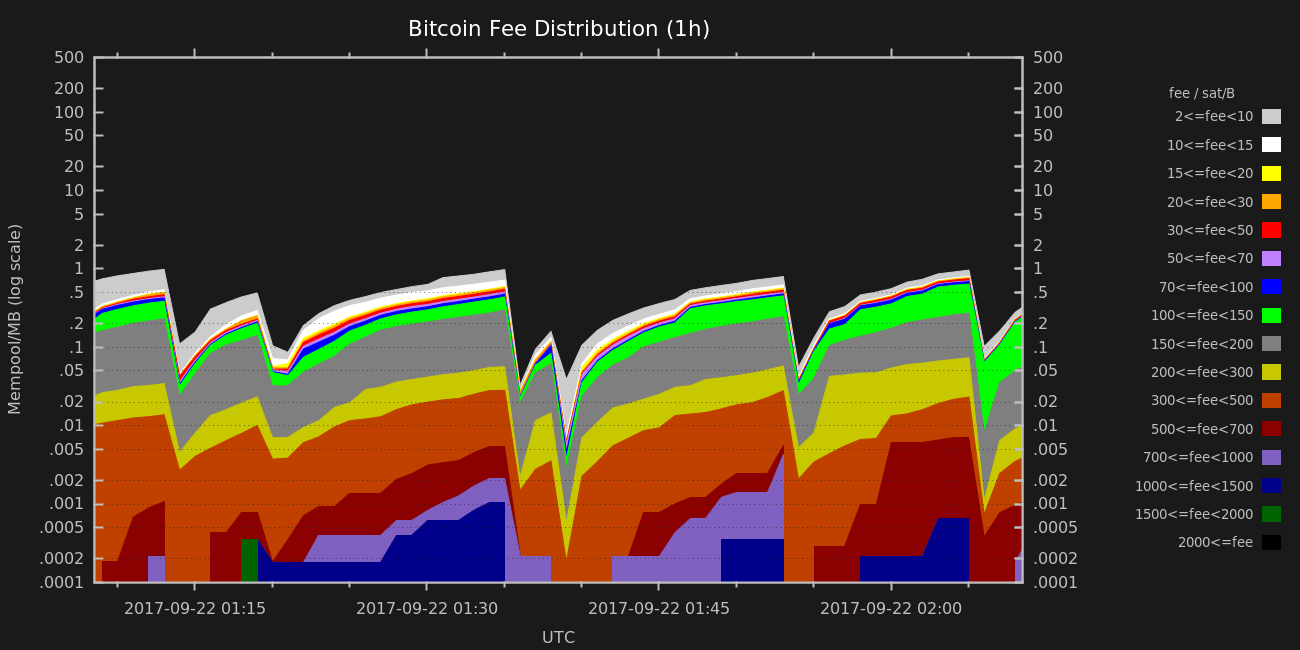 Bitcoin Fee Distribution (1h)
500 500
200 200
100 100
50 50
20 20
10 10
5 5
2 2
1 1
.5 .5
.2 .2
.1 .1
.05 .05
.02 .02
.01 .01
.005 .005
.002 .002
.001 .001
.0005 .0005
.0002 .0002
.0001 .0001
Mempool/MB (log scale)
2017-09-22 01:15 2017-09-22 01:30 2017-09-22 01:45 2017-09-22 02:00
UTC
fee / sat/B
2<=fee<10
10<=fee<15
15<=fee<20
20<=fee<30
30<=fee<50
50<=fee<70
70<=fee<100
100<=fee<150
150<=fee<200
200<=fee<300
300<=fee<500
500<=fee<700
700<=fee<1000
1000<=fee<1500
1500<=fee<2000
2000<=fee